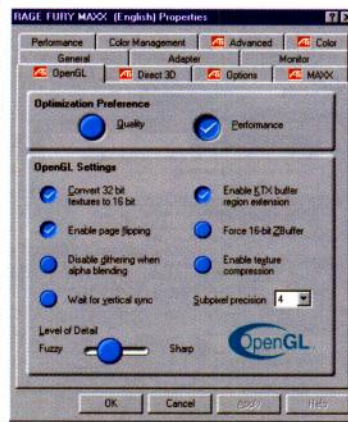 RAGE FURY MAXX (English) Properties
Performance Color Management Advanced Color
General Adapter Monitor
OpenGL Direct 3D Options MAXX
Optimization Preference
Quality Performance
OpenGL Settings
Convert 32 bit
textures to 16 bit
Enable KTX buffer
region extension
Enable page flipping
Force 16-bit ZBuffer
Disable dithering when
alpha blending
Enable texture
compression
Wait for vertical sync
Subpixel precision 4
Level of Detail
Fuzzy Sharp
OpenGL
OK Cancel Apply Help